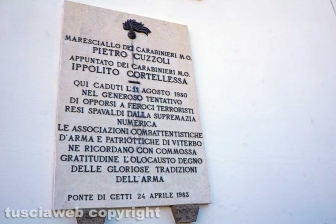 MARESCIALLO DEI CARABINIERI M.O.
PIETRO CUZZOLI
APPUNTATO DEI CARABINIERI M.O.
IPPOLITO CORTELLESSA
QUI CADUTI L'11 AGOSTO 1980
NEL GENEROSO TENTATIVO
DI OPPORSI A FEROCI TERRORISTI
RESI SPAVALDI DALLA SUPREMAZIA
NUMERICA
LE ASSOCIAZIONI COMBATTENTISTICHE
D'ARMA E PATRIOTTICHE DI VITERBO
NE RICORDANO CON COMMOSSA
GRATITUDINE L'OLOCAUSTO DEGNO
DELLE GLORIOSE TRADIZIONI
DELL'ARMA
PONTE DI CETTI 24 APRILE 1983
tusciaweb copyright